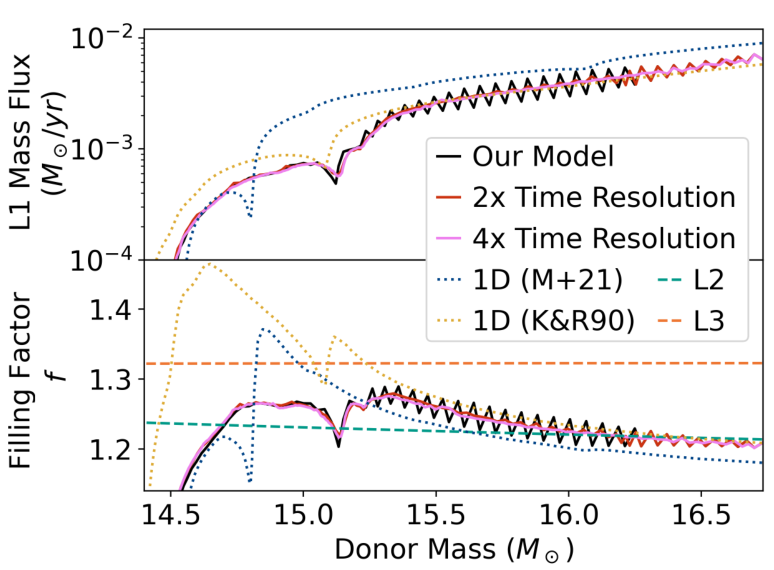 L1 Mass Flux
(M⊙/yr)
10⁻²
10⁻³
10⁻⁴
Our Model
2x Time Resolution
4x Time Resolution
1D (M+21)
L2
1D (K&R90)
L3
Filling Factor
f
1.4
1.3
1.2
14.5 15.0 15.5 16.0 16.5
Donor Mass (M⊙)